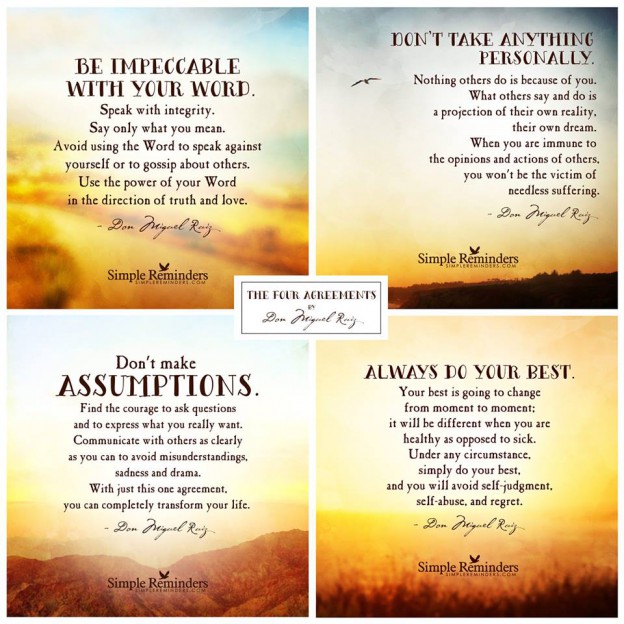 BE IMPECCABLE
WITH YOUR WORD.
Speak with integrity.
Say only what you mean.
Avoid using the Word to speak against
yourself or to gossip about others.
Use the power of your Word
in the direction of truth and love.
~ Don Miguel Ruiz
Simple Reminders
SIMPLEREMINDERS.COM
DON'T TAKE ANYTHING
PERSONALLY.
Nothing others do is because of you.
What others say and do is
a projection of their own reality,
their own dream.
When you are immune to
the opinions and actions of others,
you won't be the victim of
needless suffering.
~ Don Miguel Ruiz
Simple Reminders
SIMPLEREMINDERS.COM
THE FOUR AGREEMENTS
BY
Don Miguel Ruiz
Don't make
ASSUMPTIONS.
Find the courage to ask questions
and to express what you really want.
Communicate with others as clearly
as you can to avoid misunderstandings,
sadness and drama.
With just this one agreement,
you can completely transform your life.
~ Don Miguel Ruiz
Simple Reminders
SIMPLEREMINDERS.COM
ALWAYS DO YOUR BEST.
Your best is going to change
from moment to moment;
it will be different when you are
healthy as opposed to sick.
Under any circumstance,
simply do your best,
and you will avoid self-judgment,
self-abuse, and regret.
~ Don Miguel Ruiz
Simple Reminders
SIMPLEREMINDERS.COM